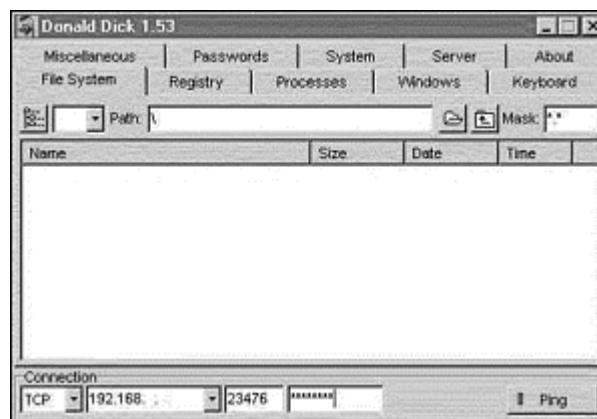 Donald Dick 1.53
Miscellaneous Passwords System Server About
File System Registry Processes Windows Keyboard
Path: \ Mask: *.*
Name Size Date Time
Connection
TCP 192.168. 23476 ******** Ping